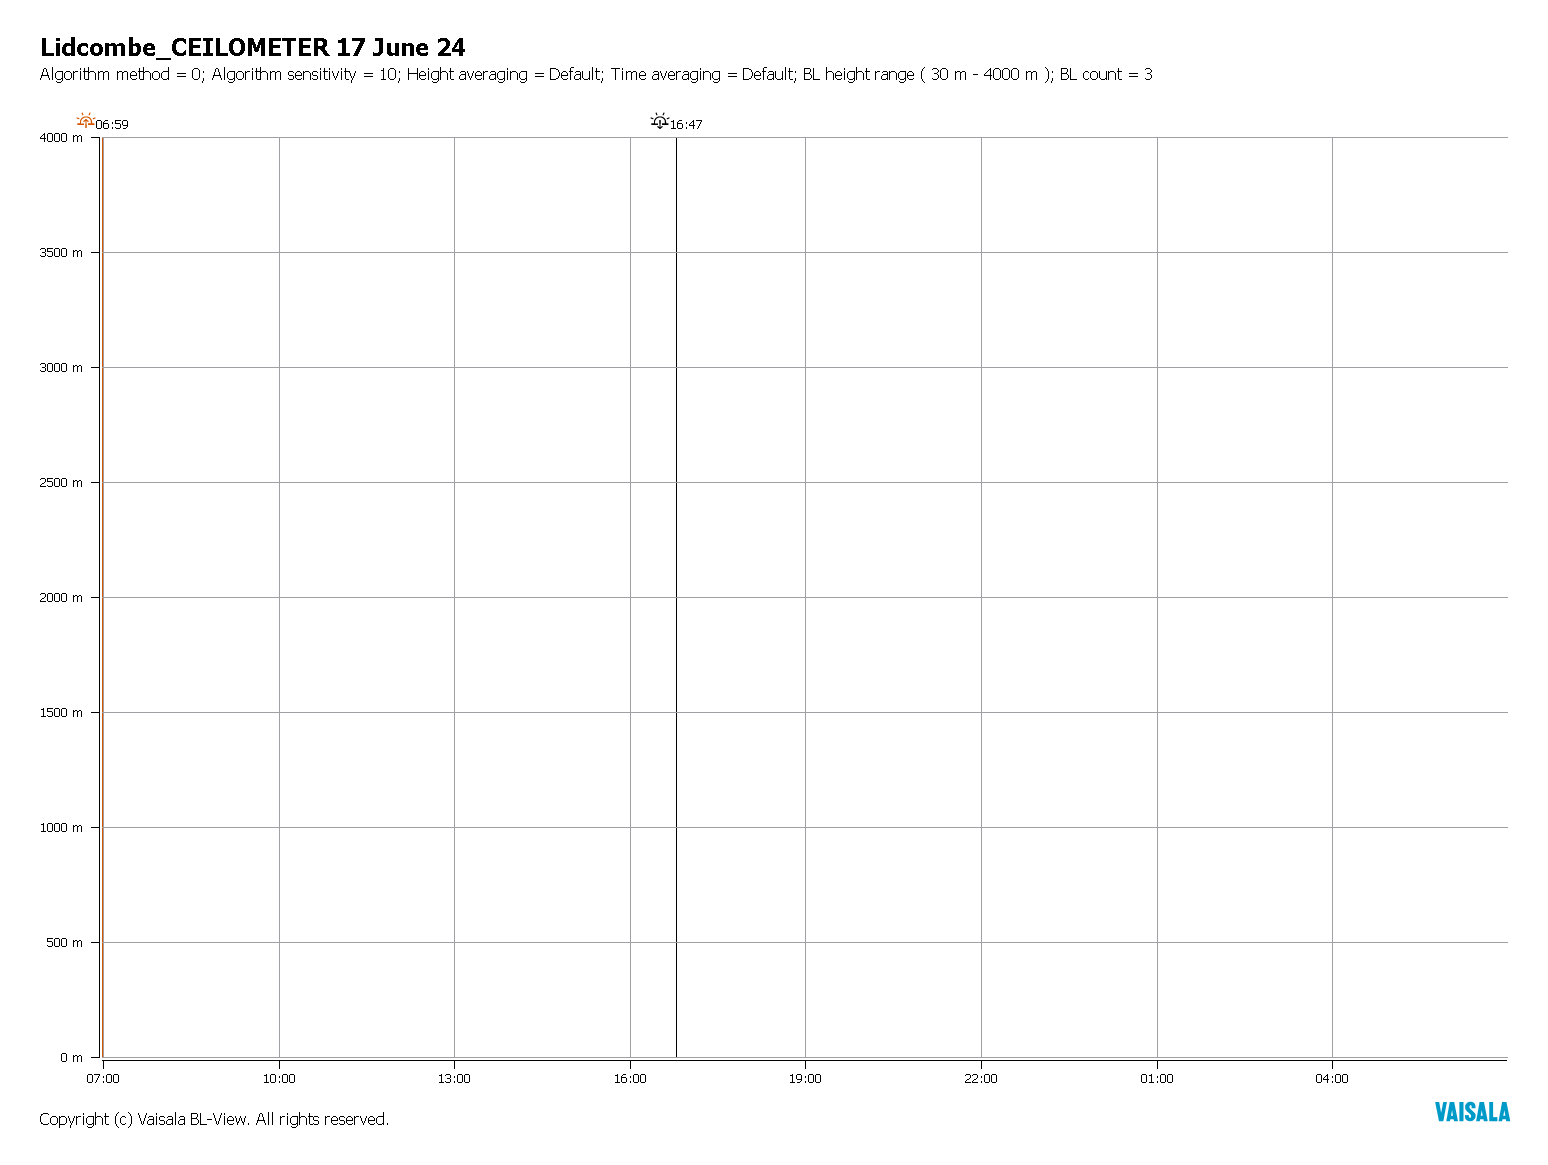 Lidcombe_CEILOMETER 17 June 24
Algorithm method = 0; Algorithm sensitivity = 10; Height averaging = Default; Time averaging = Default; BL height range ( 30 m - 4000 m ); BL count = 3
06:59 16:47
4000 m
3500 m
3000 m
2500 m
2000 m
1500 m
1000 m
500 m
0 m
07:00 10:00 13:00 16:00 19:00 22:00 01:00 04:00
Copyright (c) Vaisala BL-View. All rights reserved.
VAISALA